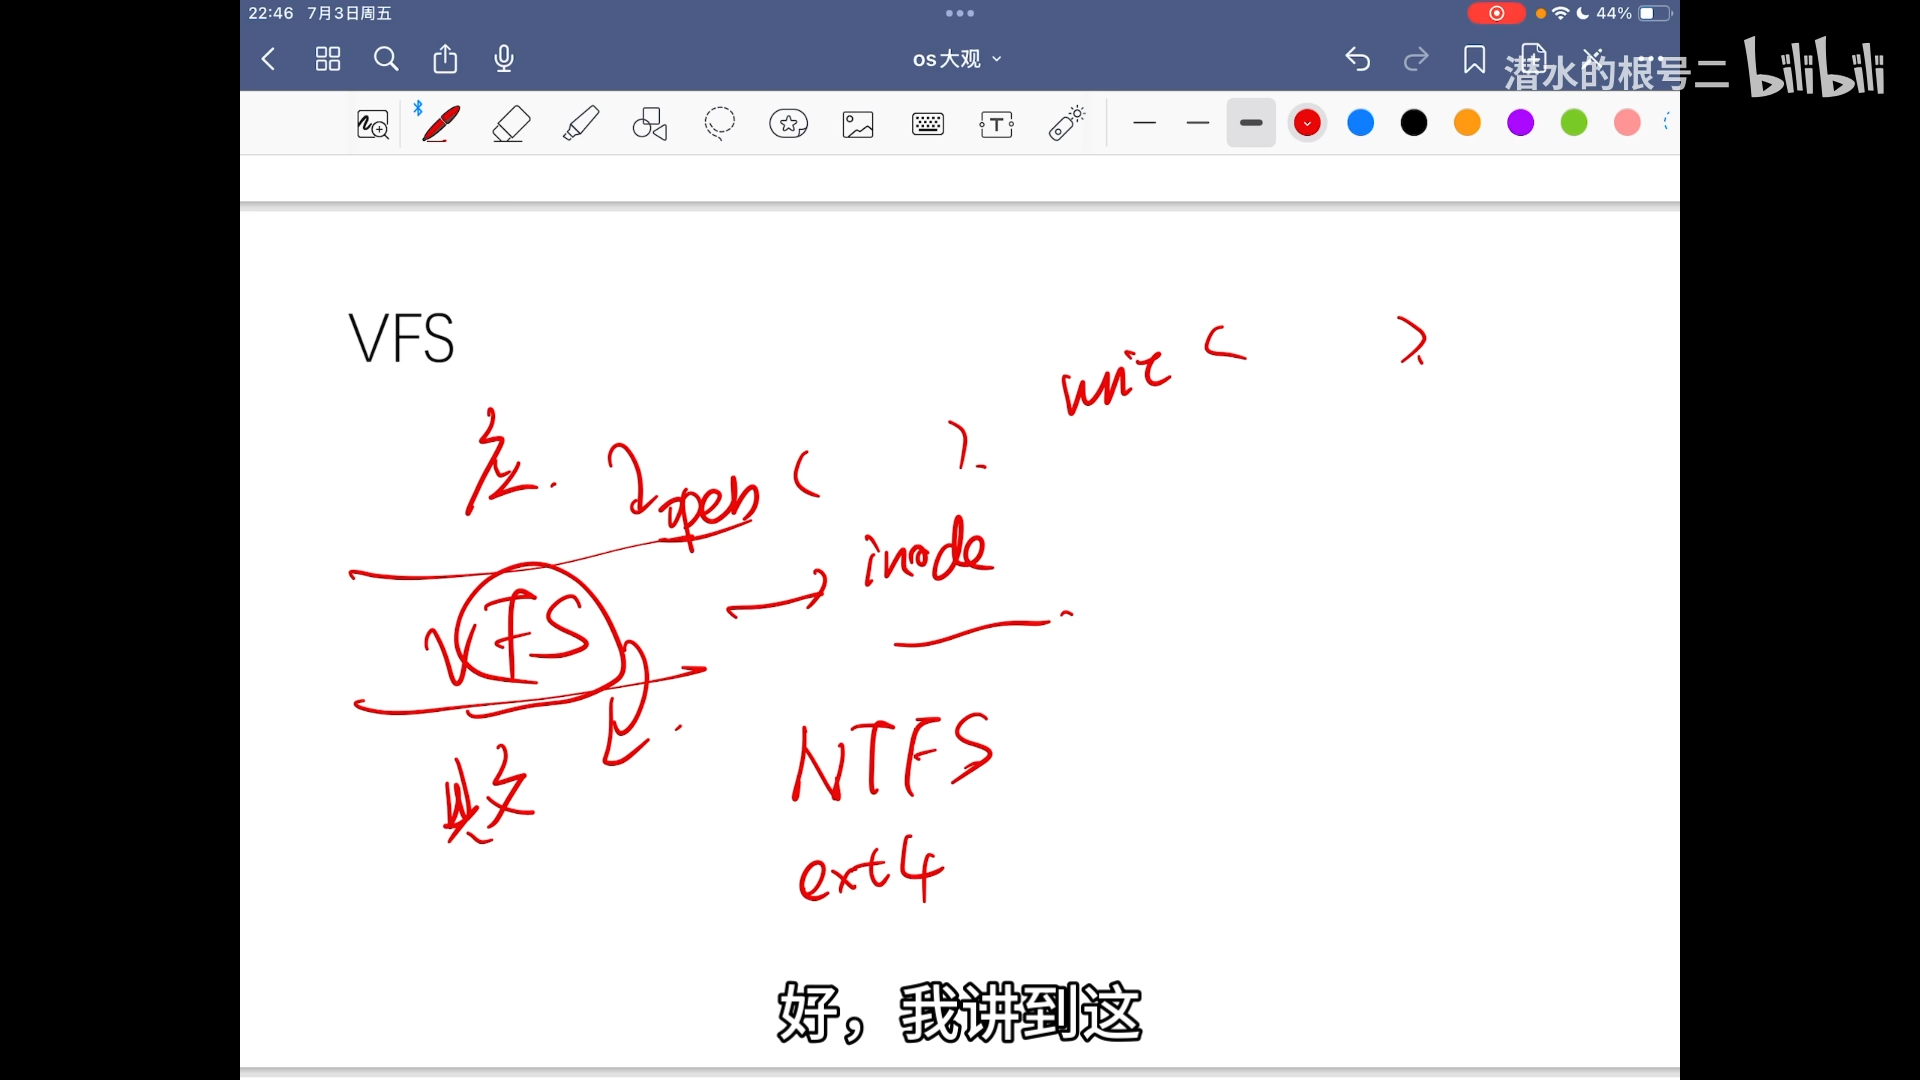 22:46 7月3日周五
44%
os大观
潜水的根号二 bilibili
T
VFS
open ( );
inode
VFS
NTFS
ext4
好，我讲到这